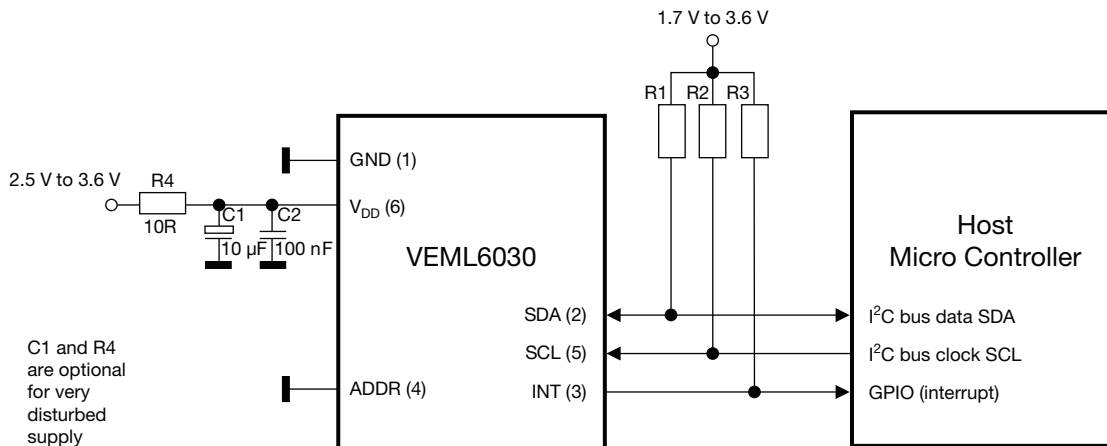 1.7 V to 3.6 V
R1 R2 R3
GND (1)
2.5 V to 3.6 V
R4
10R
C1
10 µF
C2
100 nF
V_DD (6)
VEML6030
Host
Micro Controller
SDA (2)
I²C bus data SDA
SCL (5)
I²C bus clock SCL
ADDR (4)
INT (3)
GPIO (interrupt)
C1 and R4
are optional
for very
disturbed
supply